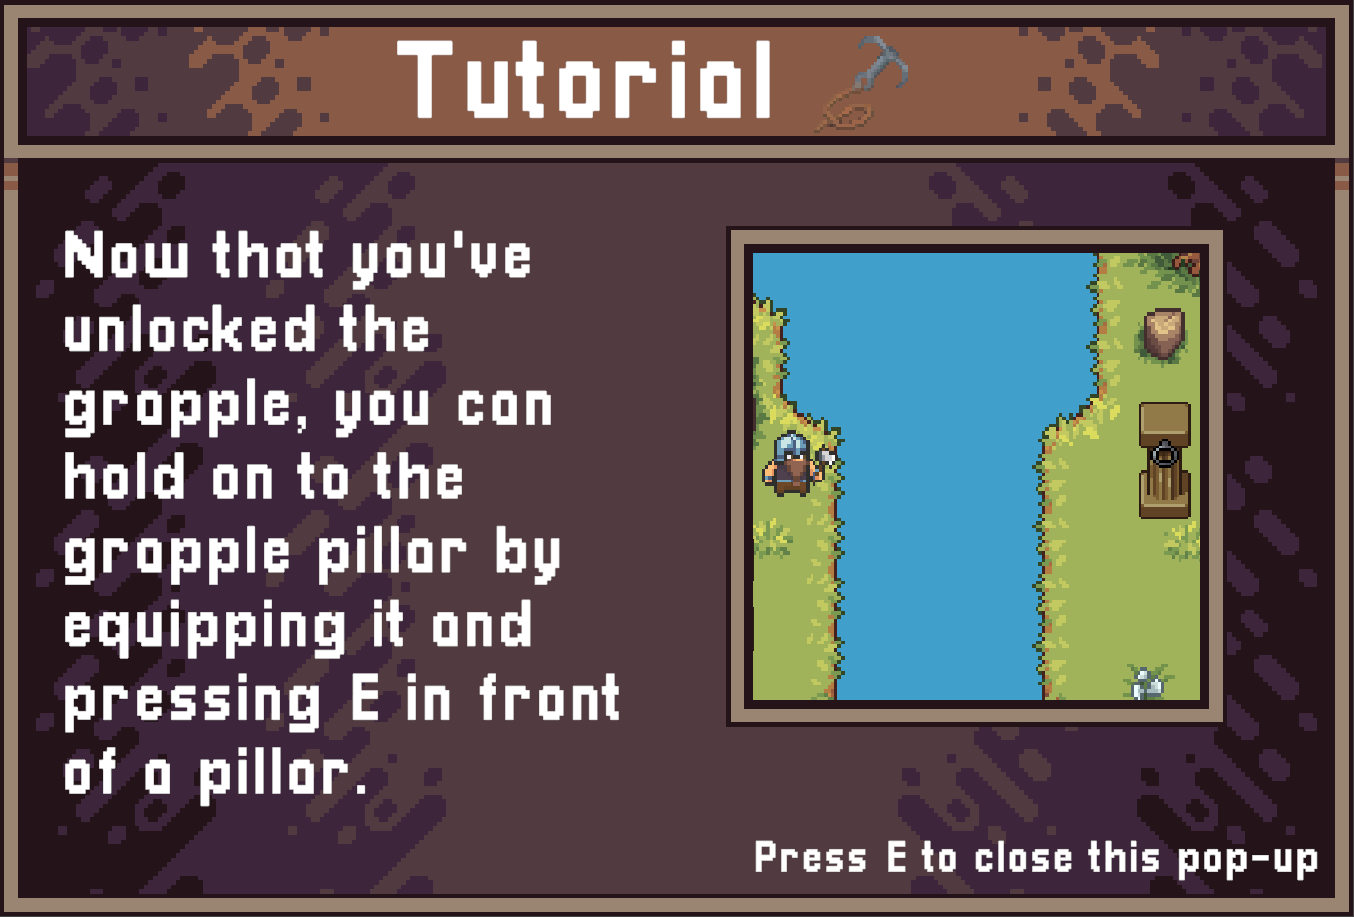 Tutorial
Now that you've
unlocked the
grapple, you can
hold on to the
grapple pillar by
equipping it and
pressing E in front
of a pillar.
Press E to close this pop-up